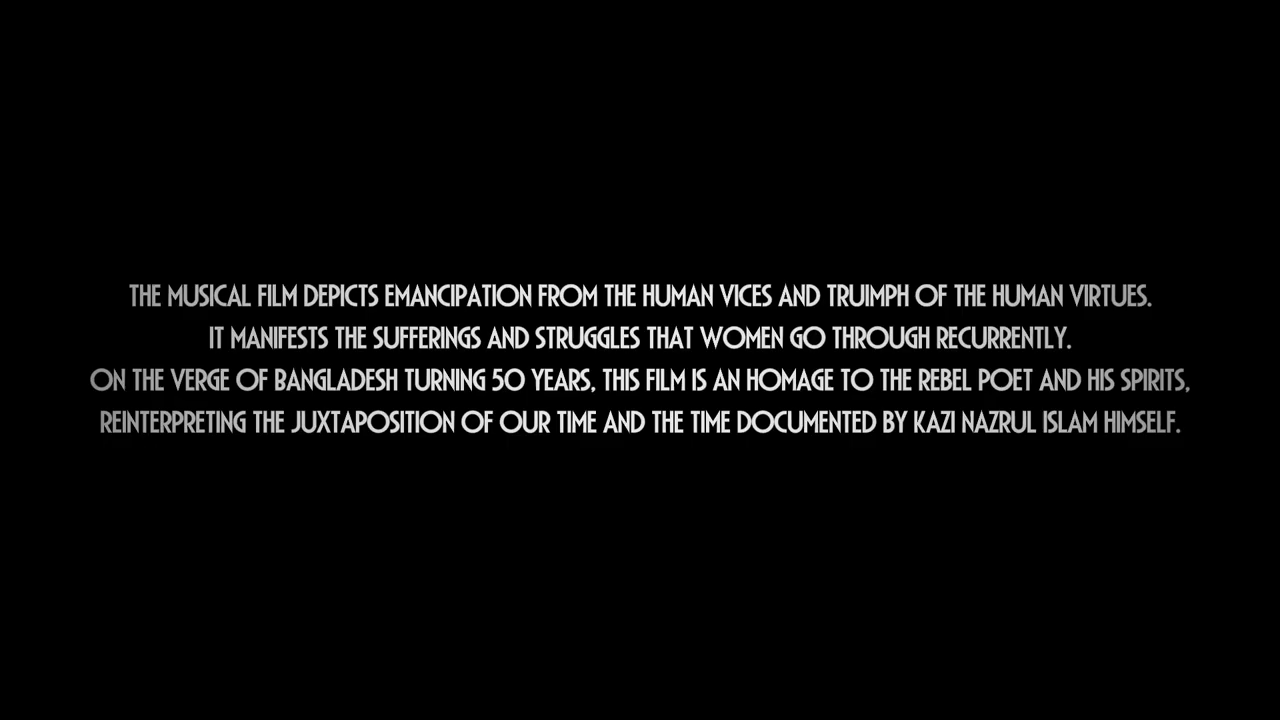 THE MUSICAL FILM DEPICTS EMANCIPATION FROM THE HUMAN VICES AND TRUIMPH OF THE HUMAN VIRTUES.
IT MANIFESTS THE SUFFERINGS AND STRUGGLES THAT WOMEN GO THROUGH RECURRENTLY.
ON THE VERGE OF BANGLADESH TURNING 50 YEARS, THIS FILM IS AN HOMAGE TO THE REBEL POET AND HIS SPIRITS,
REINTERPRETING THE JUXTAPOSITION OF OUR TIME AND THE TIME DOCUMENTED BY KAZI NAZRUL ISLAM HIMSELF.